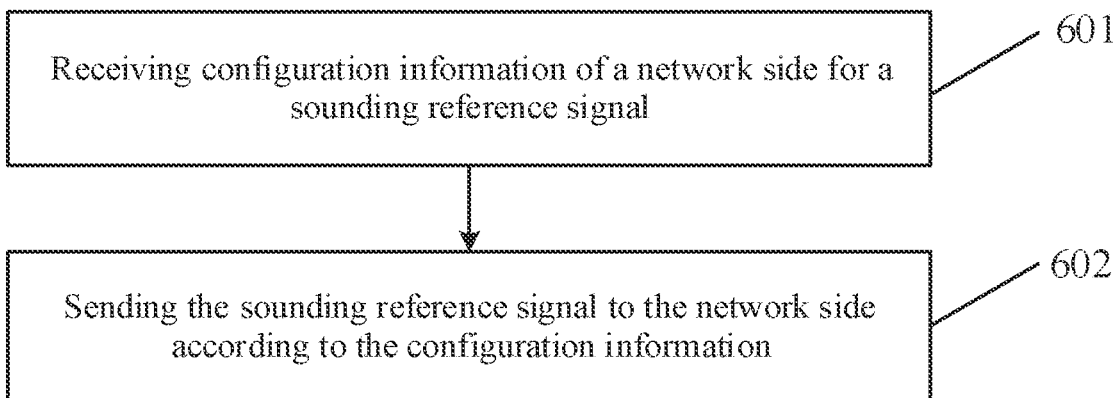 Receiving configuration information of a network side for a
sounding reference signal
601
Sending the sounding reference signal to the network side
according to the configuration information
602